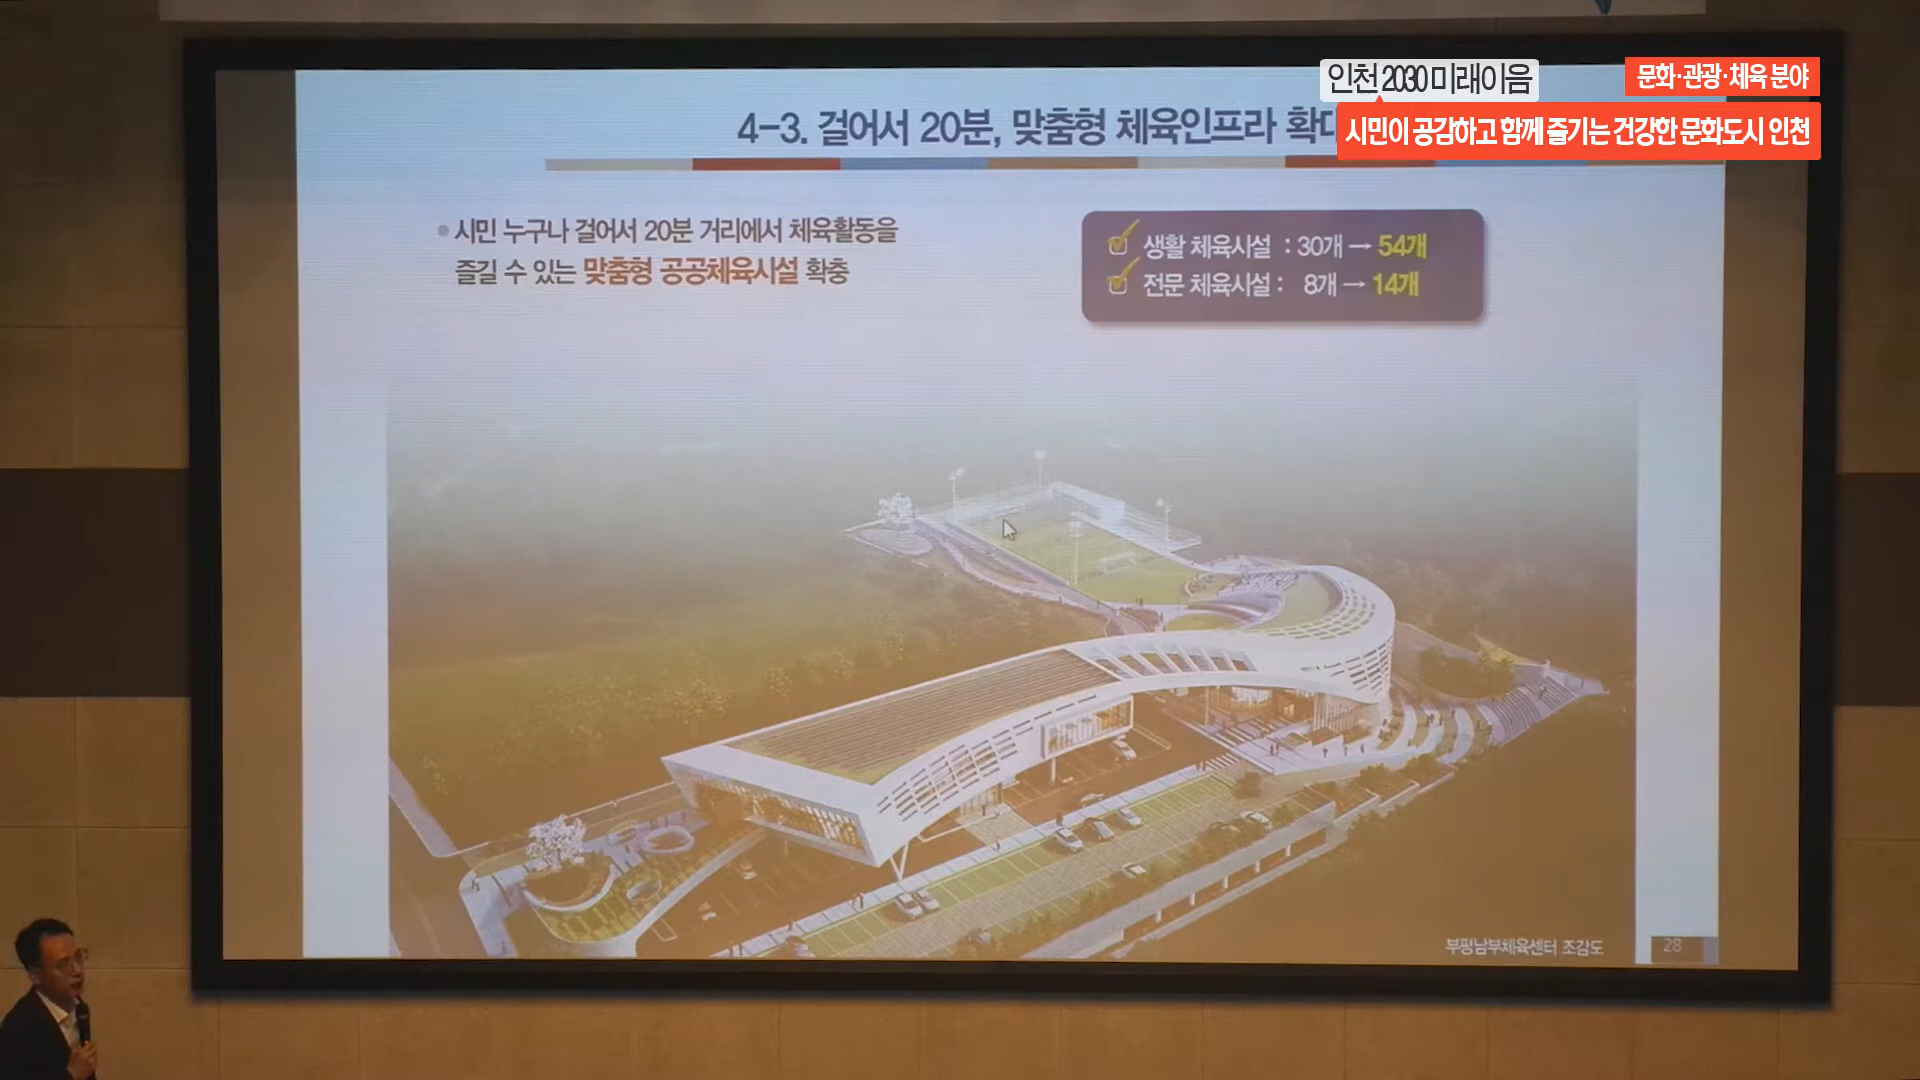 인천 2030 미래이음
문화·관광·체육 분야
시민이 공감하고 함께 즐기는 건강한 문화도시 인천
4-3. 걸어서 20분, 맞춤형 체육인프라
시민 누구나 걸어서 20분 거리에서 체육활동을
즐길 수 있는 맞춤형 공공체육시설 확충
생활 체육시설 : 30개 → 54개
전문 체육시설 : 8개 → 14개
부평남부체육센터 조감도
28